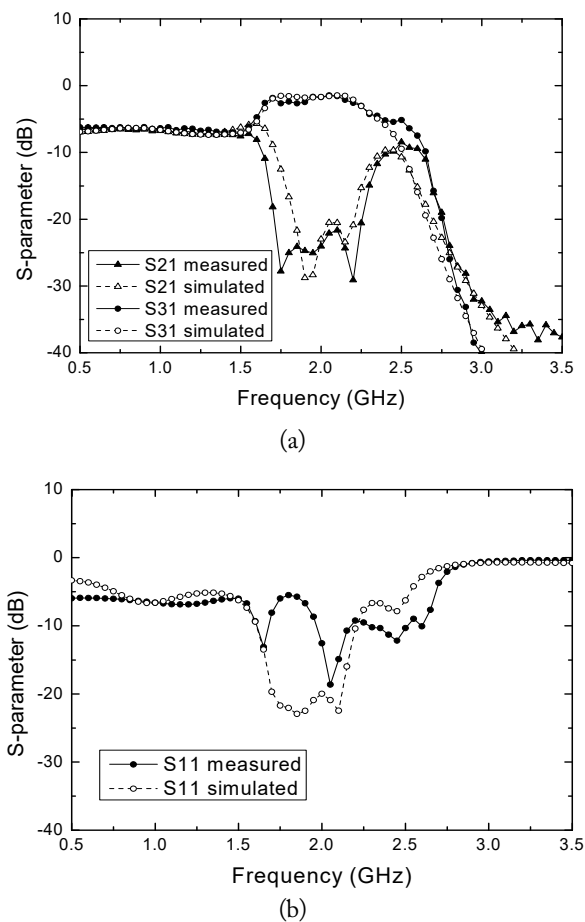 10
0
-10
-20
-30
-40
S-parameter (dB)
S21 measured
S21 simulated
S31 measured
S31 simulated
0.5 1.0 1.5 2.0 2.5 3.0 3.5
Frequency (GHz)
(a)
10
0
-10
-20
-30
-40
S-parameter (dB)
S11 measured
S11 simulated
0.5 1.0 1.5 2.0 2.5 3.0 3.5
Frequency (GHz)
(b)